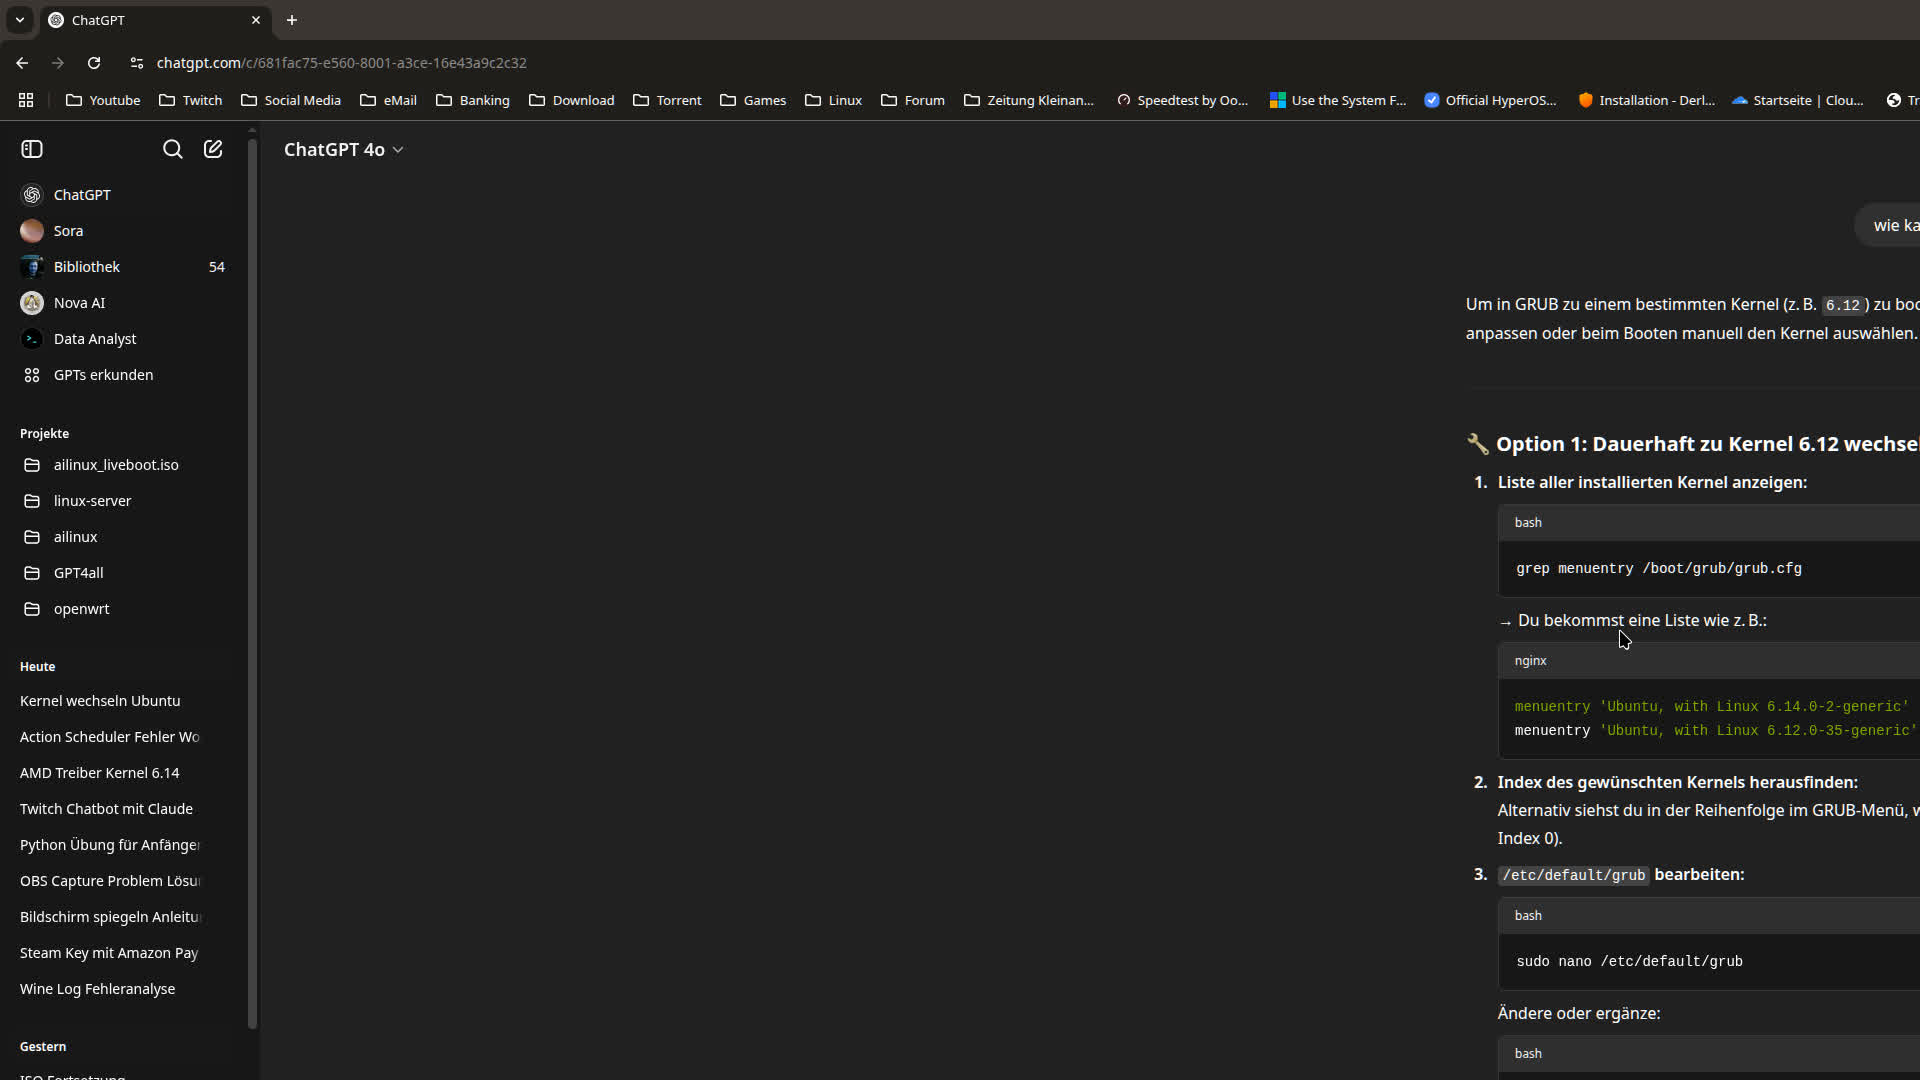 ChatGPT
chatgpt.com/c/681fac75-e560-8001-a3ce-16e43a9c2c32
Youtube Twitch Social Media eMail Banking Download Torrent Games Linux Forum Zeitung Kleinan... Speedtest by Oo... Use the System F... Official HyperOS... Installation - Derl... Startseite | Clou... Tr
ChatGPT 4o
ChatGPT
Sora
Bibliothek 54
Nova AI
Data Analyst
GPTs erkunden
Projekte
ailinux_liveboot.iso
linux-server
ailinux
GPT4all
openwrt
Heute
Kernel wechseln Ubuntu
Action Scheduler Fehler Wo
AMD Treiber Kernel 6.14
Twitch Chatbot mit Claude
Python Übung für Anfänger
OBS Capture Problem Lösu
Bildschirm spiegeln Anleitu
Steam Key mit Amazon Pay
Wine Log Fehleranalyse
Gestern
ISO Fortsetzung
wie ka
Um in GRUB zu einem bestimmten Kernel (z. B. 6.12) zu boo
anpassen oder beim Booten manuell den Kernel auswählen.
🔧 Option 1: Dauerhaft zu Kernel 6.12 wechsel
1. Liste aller installierten Kernel anzeigen:
bash
grep menuentry /boot/grub/grub.cfg
→ Du bekommst eine Liste wie z. B.:
nginx
menuentry 'Ubuntu, with Linux 6.14.0-2-generic'
menuentry 'Ubuntu, with Linux 6.12.0-35-generic'
2. Index des gewünschten Kernels herausfinden:
Alternativ siehst du in der Reihenfolge im GRUB-Menü, w
Index 0).
3. /etc/default/grub bearbeiten:
bash
sudo nano /etc/default/grub
Ändere oder ergänze:
bash